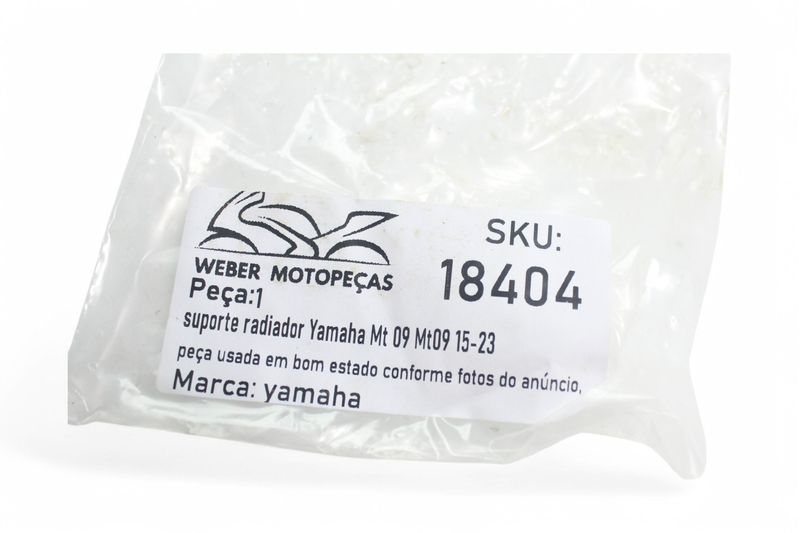 WEBER MOTOPEÇAS
SKU:
18404
Peça:1
suporte radiador Yamaha Mt 09 Mt09 15-23
peça usada em bom estado conforme fotos do anúncio.
Marca: yamaha